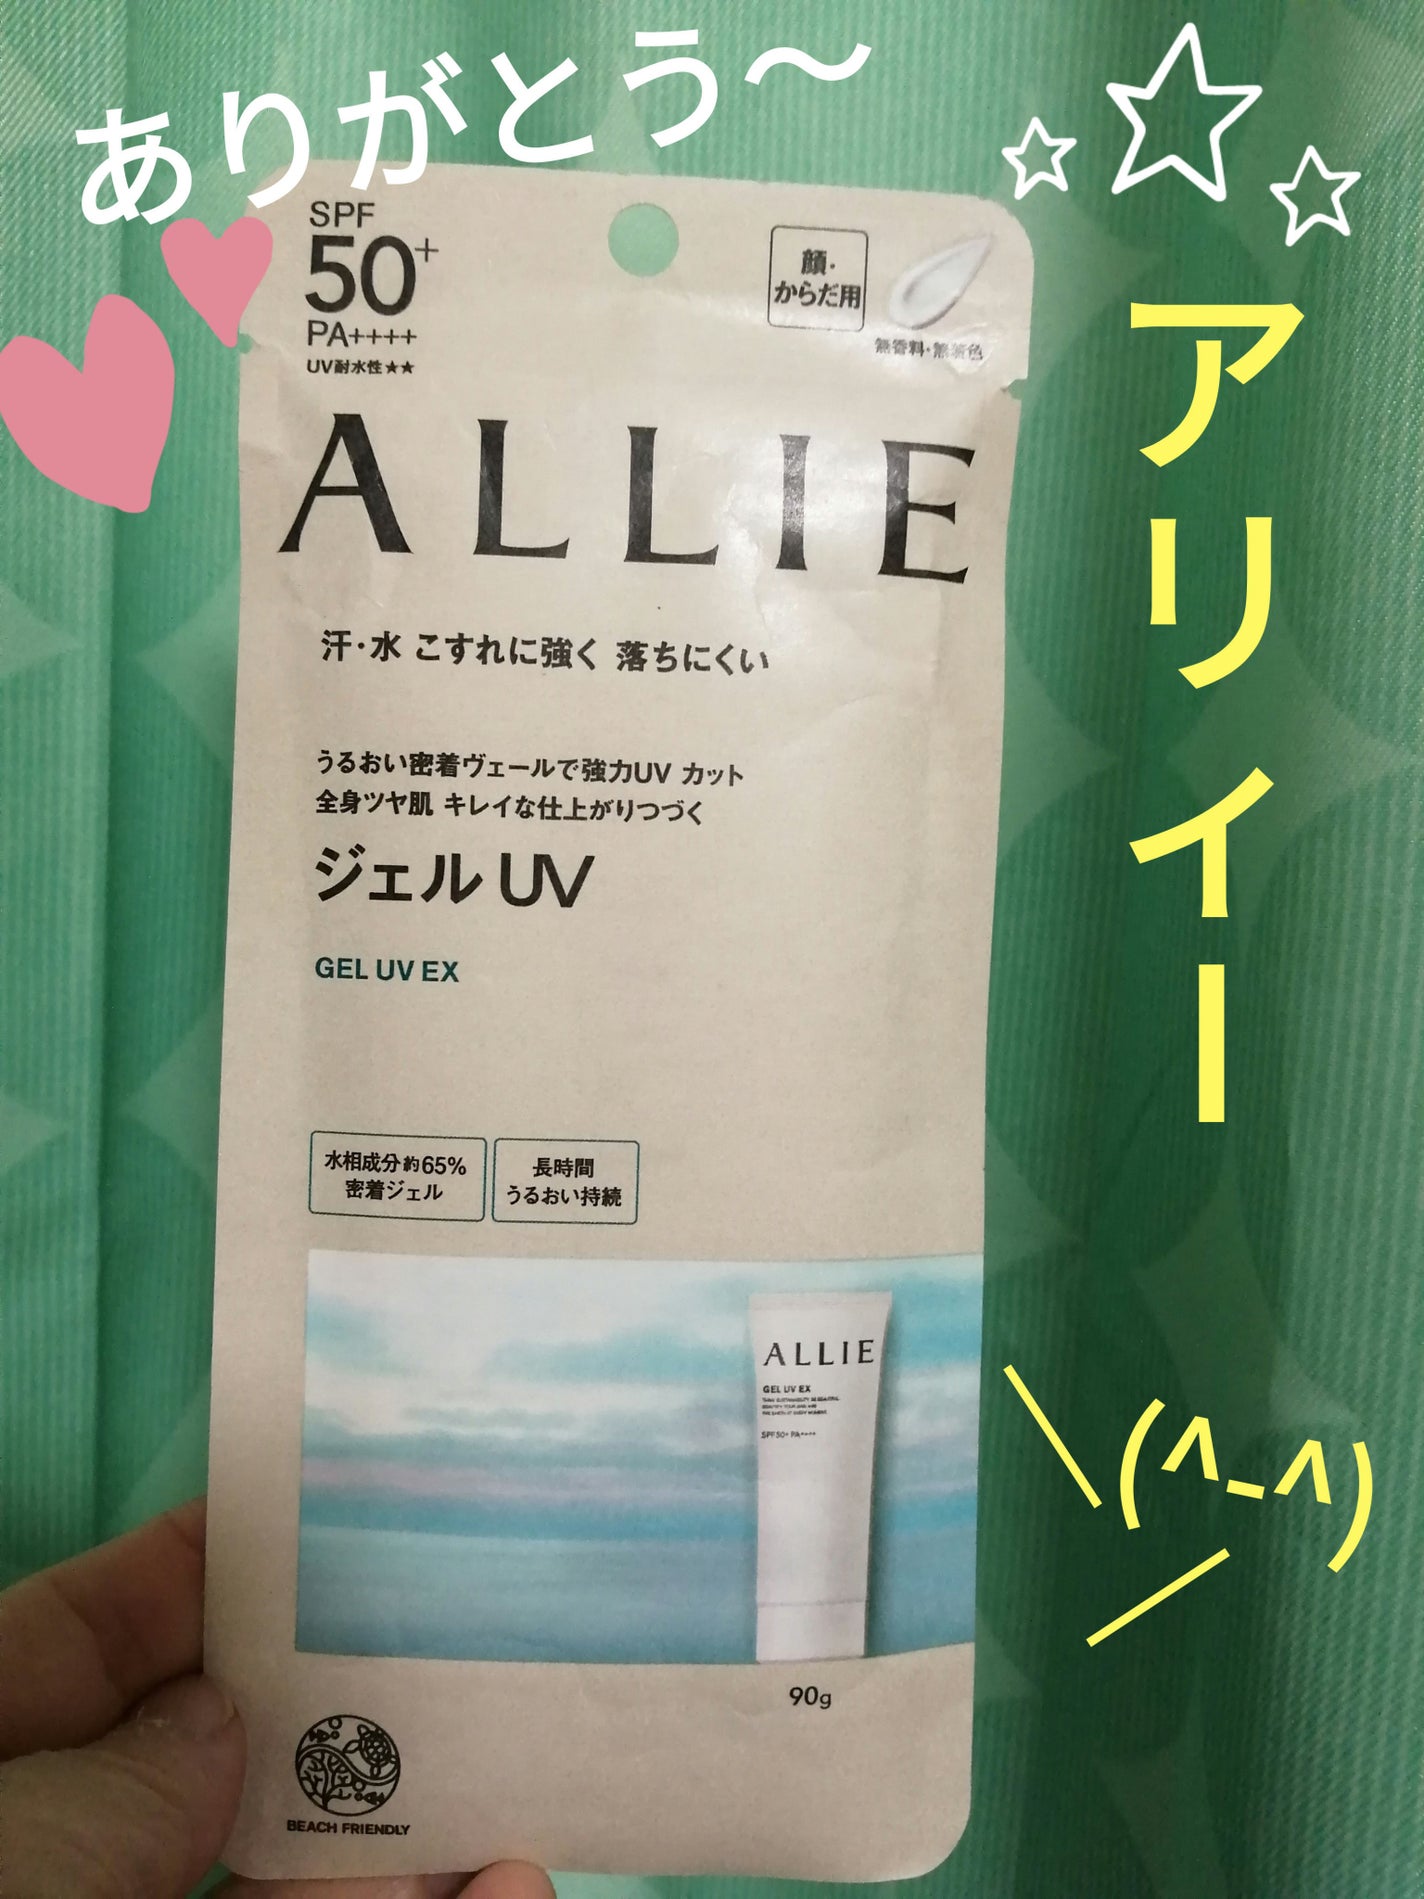 ありがとう〜
アリイー
\(^-^)/
SPF
50+
PA++++
UV耐水性★★
顔・
からだ用
無香料・無着色
ALLIE
汗・水 こすれに強く 落ちにくい
うるおい密着ヴェールで強力UV カット
全身ツヤ肌 キレイな仕上がりつづく
ジェル UV
GEL UV EX
水相成分約65%
密着ジェル
長時間
うるおい持続
ALLIE
GEL UV EX
SPF50+ PA++++
90g
BEACH FRIENDLY